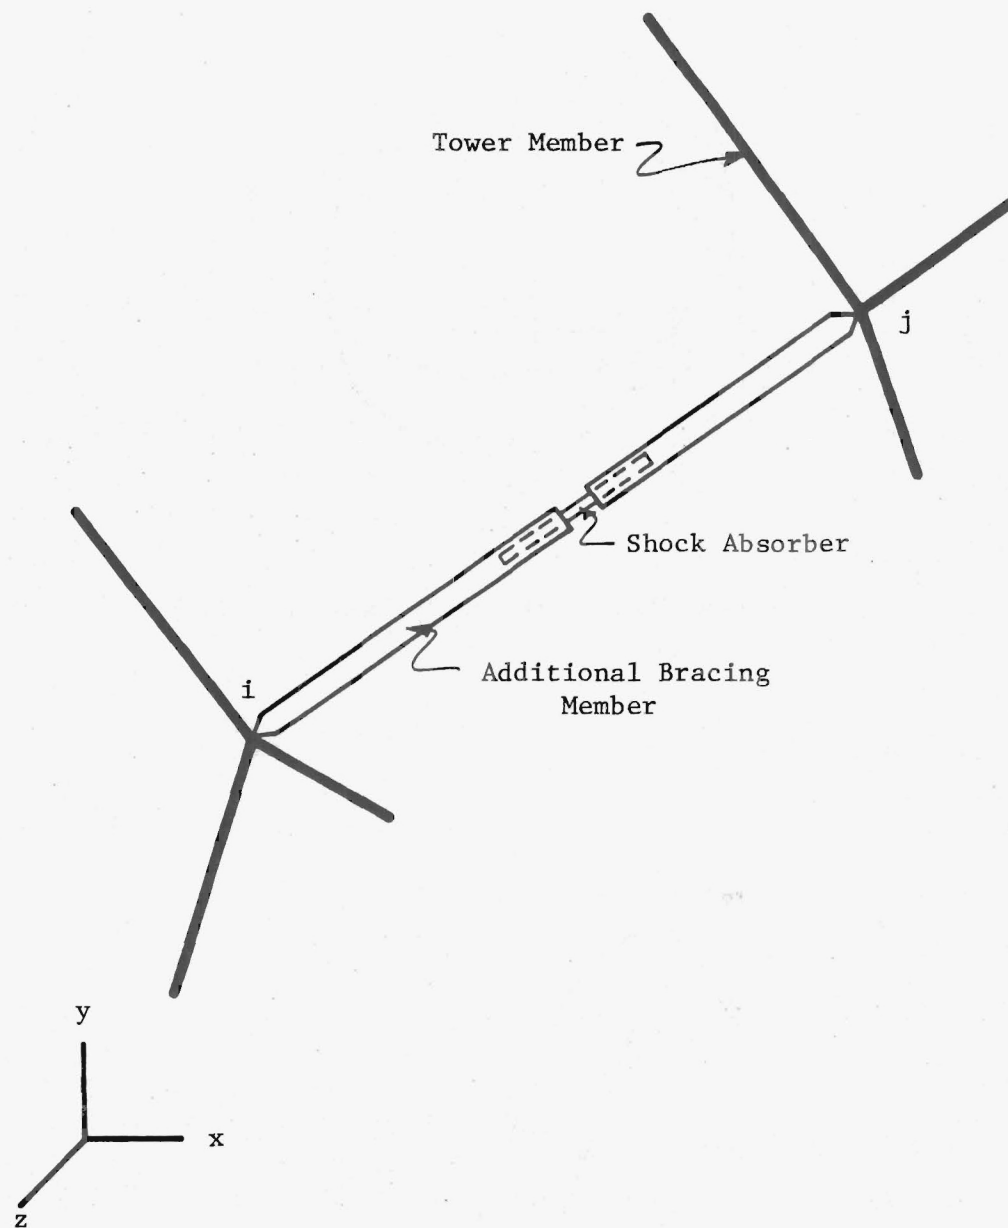 Tower Member
j
Shock Absorber
Additional Bracing
Member
i
y
x
z